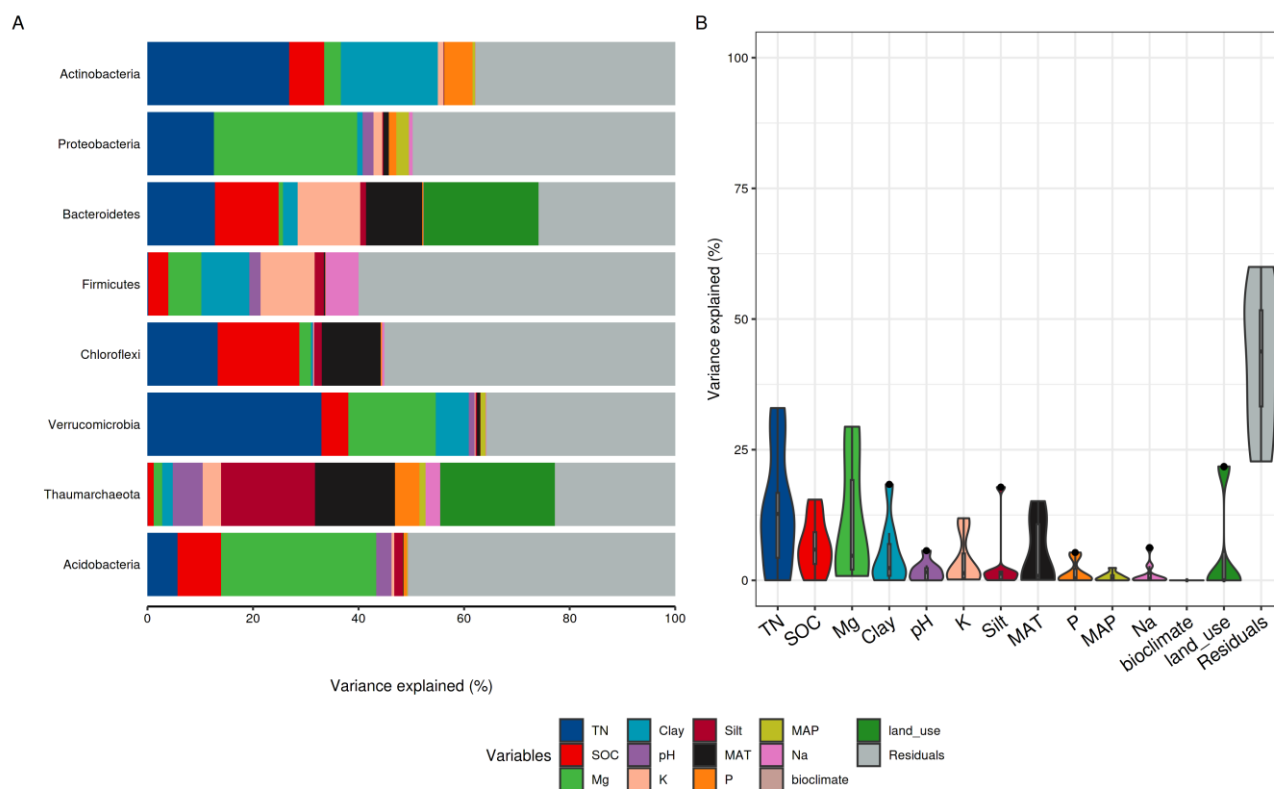 A
Actinobacteria
Proteobacteria
Bacteroidetes
Firmicutes
Chloroflexi
Verrucomicrobia
Thaumarchaeota
Acidobacteria
0 20 40 60 80 100
Variance explained (%)
B
Variance explained (%)
100
75
50
25
0
TN SOC Mg Clay pH K Silt MAT P MAP Na bioclimate land_use Residuals
Variables
TN Clay Silt MAP land_use
SOC pH MAT Na Residuals
Mg K P bioclimate